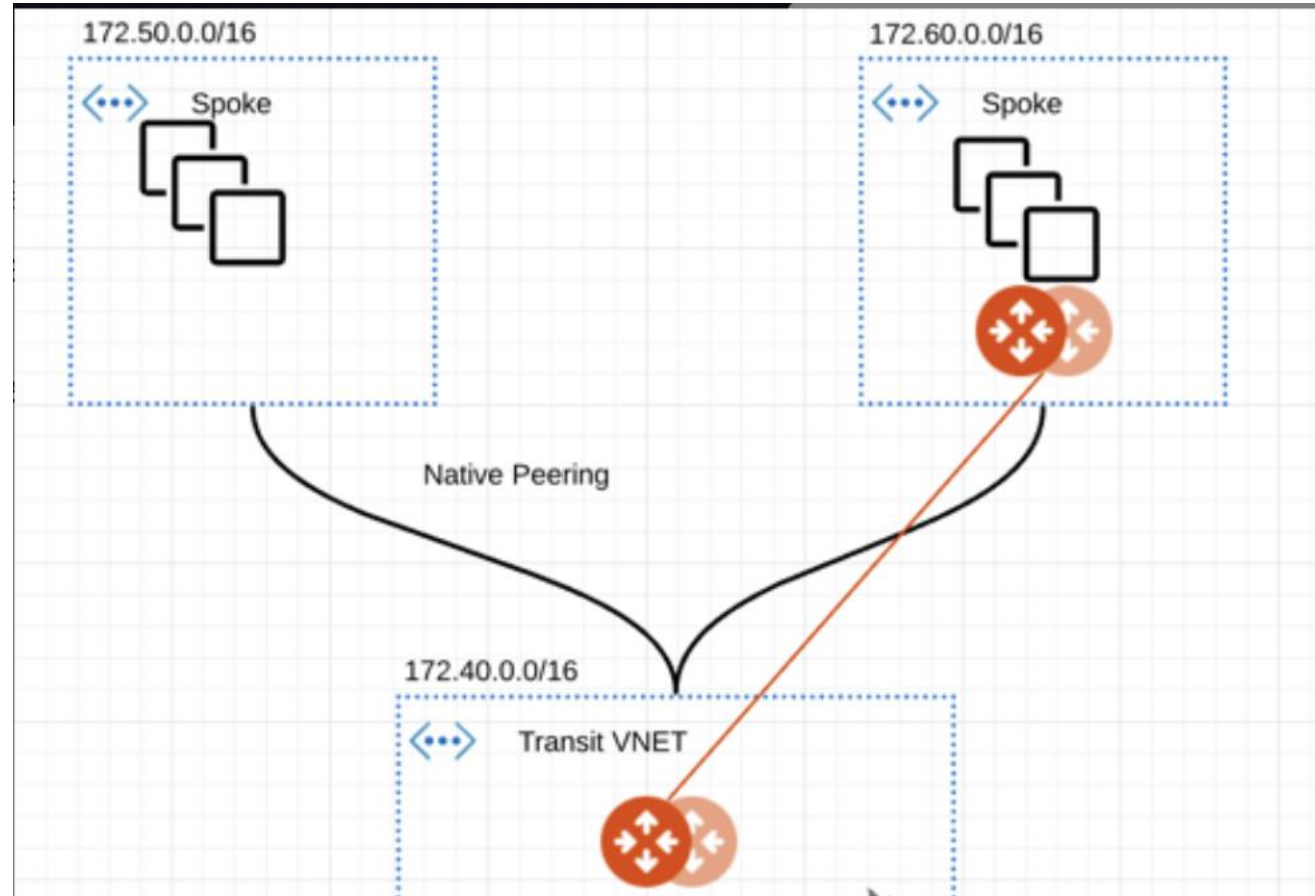 172.50.0.0/16
172.60.0.0/16
Spoke
Spoke
Native Peering
172.40.0.0/16
Transit VNET